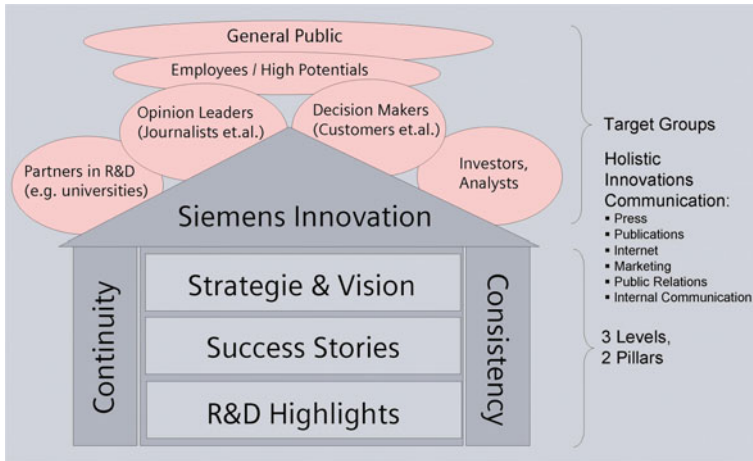 General Public
Employees / High Potentials
Opinion Leaders
(Journalists et.al.)
Decision Makers
(Customers et.al.)
Partners in R&D
(e.g. universities)
Investors,
Analysts
Siemens Innovation
Continuity
Strategie & Vision
Success Stories
R&D Highlights
Consistency
Target Groups
Holistic
Innovations
Communication:
▪ Press
▪ Publications
▪ Internet
▪ Marketing
▪ Public Relations
▪ Internal Communication
3 Levels,
2 Pillars